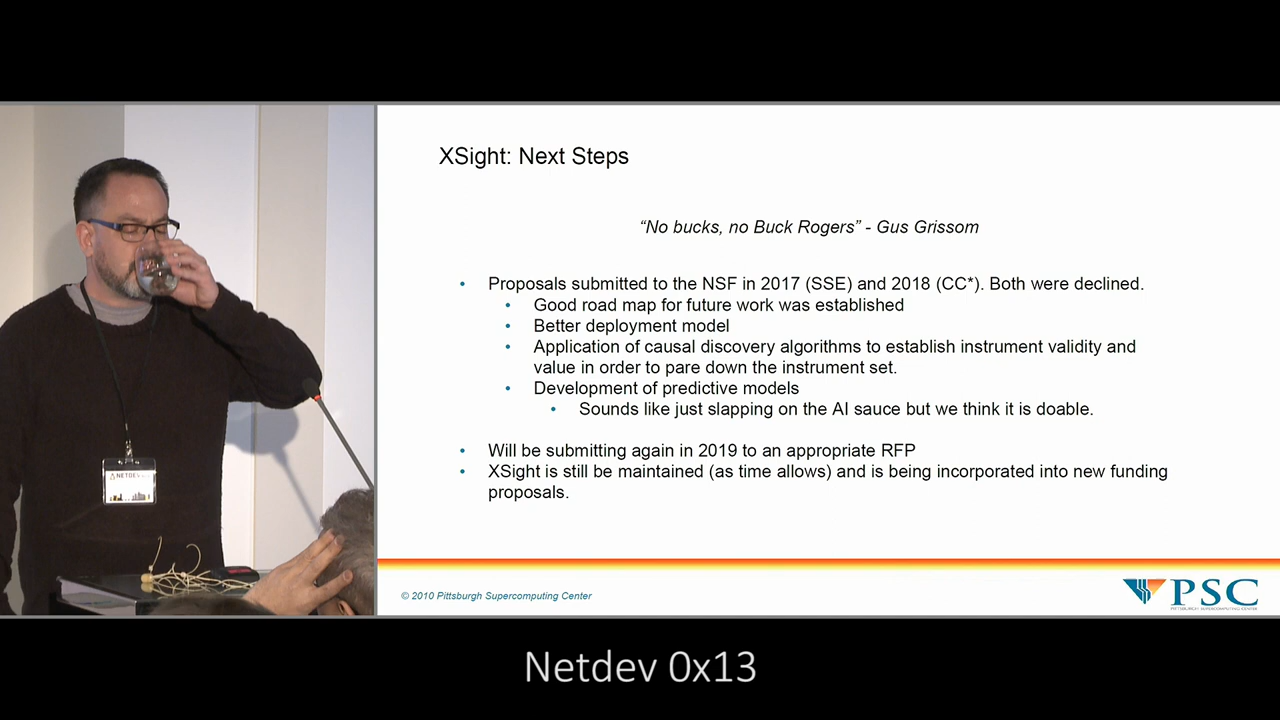 XSight: Next Steps
“No bucks, no Buck Rogers” - Gus Grissom
• Proposals submitted to the NSF in 2017 (SSE) and 2018 (CC*). Both were declined.
• Good road map for future work was established
• Better deployment model
• Application of causal discovery algorithms to establish instrument validity and
value in order to pare down the instrument set.
• Development of predictive models
• Sounds like just slapping on the AI sauce but we think it is doable.
• Will be submitting again in 2019 to an appropriate RFP
• XSight is still be maintained (as time allows) and is being incorporated into new funding
proposals.
NETDEV
© 2010 Pittsburgh Supercomputing Center
PSC
PITTSBURGH SUPERCOMPUTING CENTER
Netdev 0x13